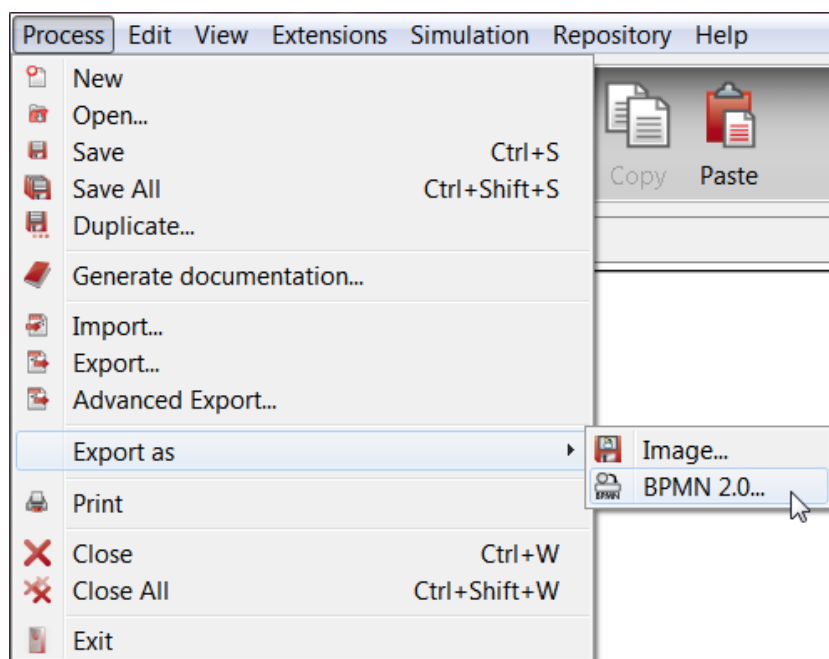 Process Edit View Extensions Simulation Repository Help
New
Open...
Save Ctrl+S
Save All Ctrl+Shift+S
Duplicate...
Copy Paste
Generate documentation...
Import...
Export...
Advanced Export...
Export as
Image...
BPMN BPMN 2.0...
Print
Close Ctrl+W
Close All Ctrl+Shift+W
Exit